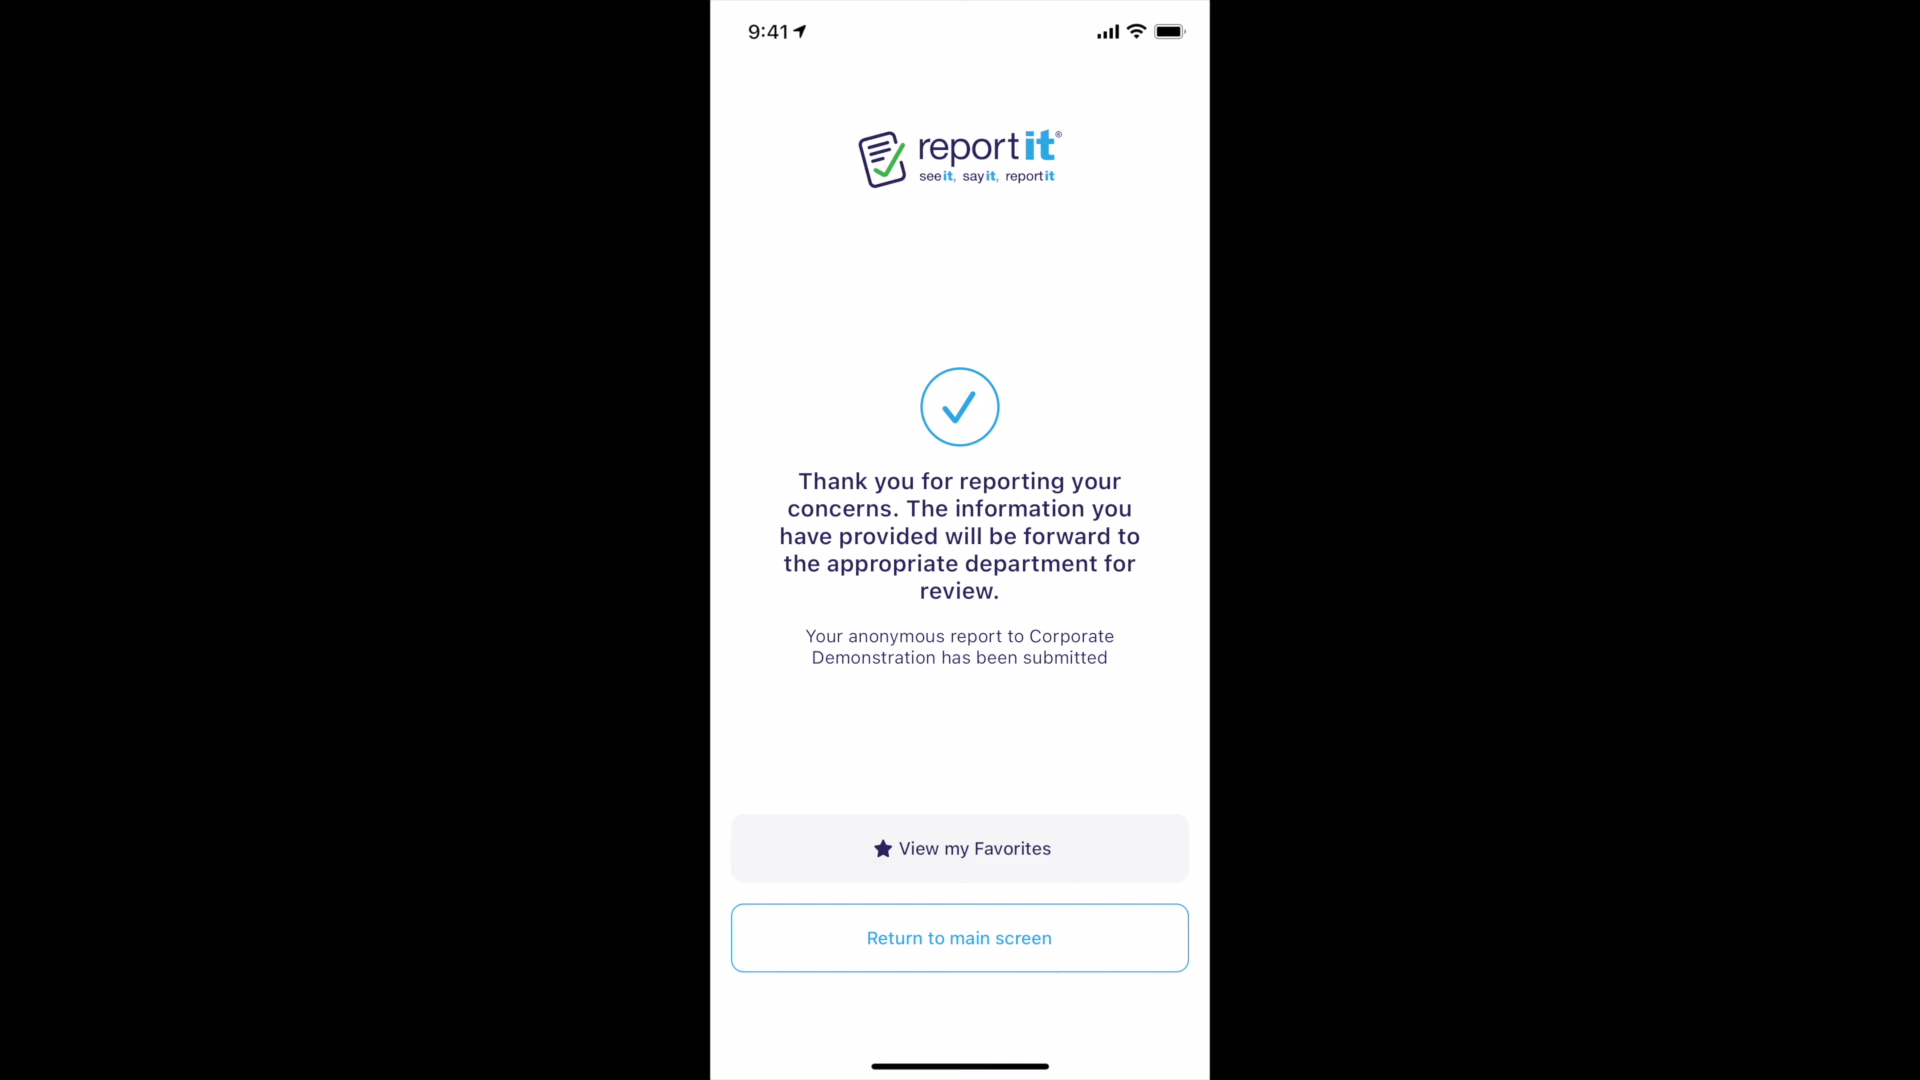 9:41
reportit®
see it, say it, report it
Thank you for reporting your
concerns. The information you
have provided will be forward to
the appropriate department for
review.
Your anonymous report to Corporate
Demonstration has been submitted
View my Favorites
Return to main screen